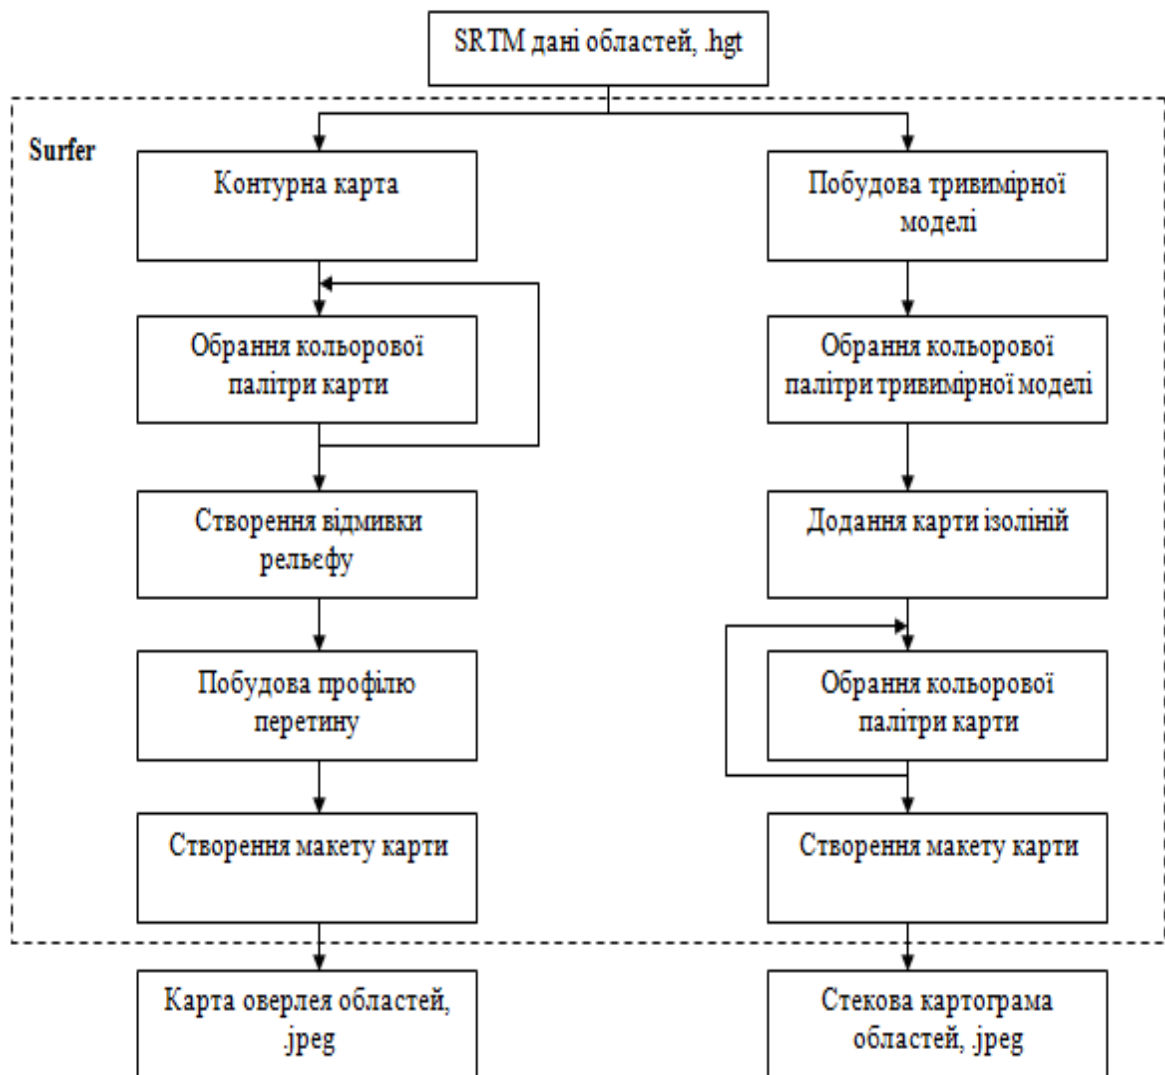 SRTM дані областей, .hgt
Surfer
Контурна карта
Обрання кольорової
палітри карти
Створення відмивки
рельєфу
Побудова профілю
перетину
Створення макету карти
Карта оверлея областей,
.jpeg
Побудова тривимірної
моделі
Обрання кольорової
палітри тривимірної моделі
Додання карти ізоліній
Обрання кольорової
палітри карти
Створення макету карти
Стекова картограма
областей, .jpeg